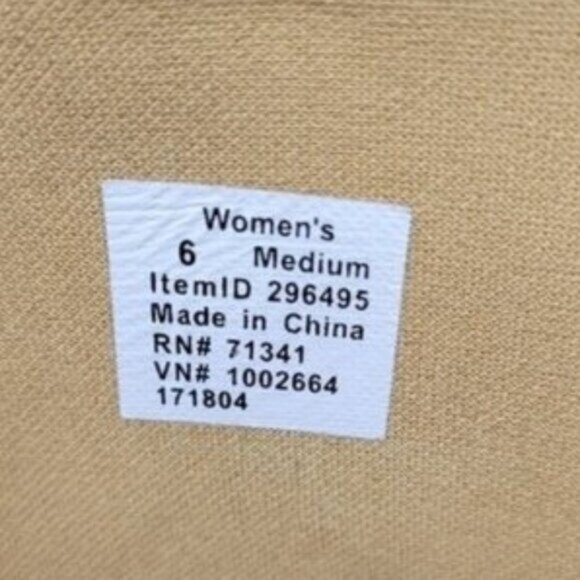 Women's
6 Medium
ItemID 296495
Made in China
RN# 71341
VN# 1002664
171804